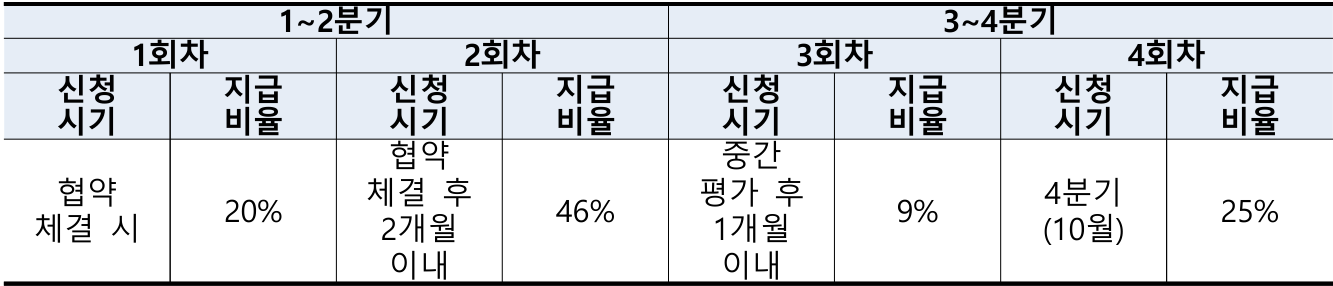 1~2분기 3~4분기
1회차 2회차 3회차 4회차
신청 지급 신청 지급 신청 지급 신청 지급
시기 비율 시기 비율 시기 비율 시기 비율
협약
체결 시
20%
협약
체결 후
2개월
이내
46%
중간
평가 후
1개월
이내
9%
4분기
(10월)
25%